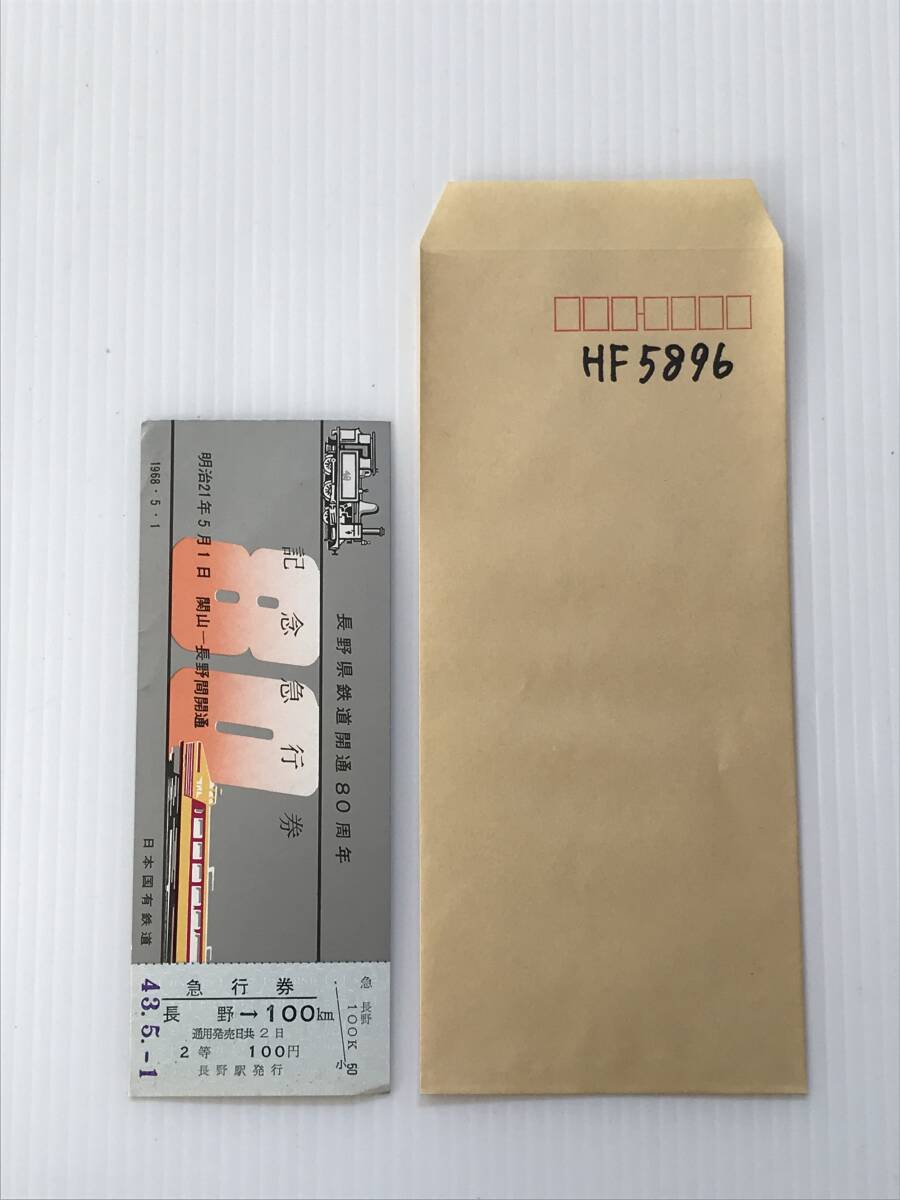 HF5896
長野県鉄道開通80周年
記念急行券
明治21年5月1日 関山―長野間開通
1968・5・1
日本国有鉄道
急行券
長野→100km
通用発売日共2日
2等 100円
長野駅発行
43.5.-1
急 長野
100K
小 50